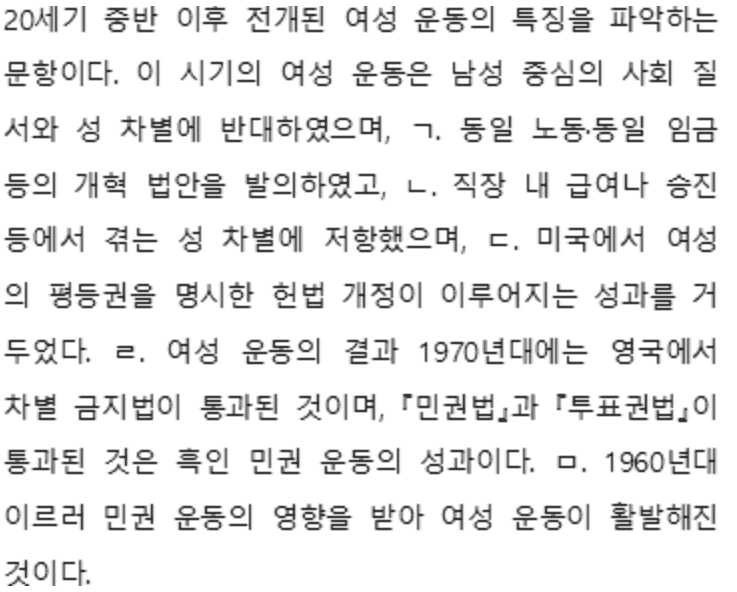 20세기 중반 이후 전개된 여성 운동의 특징을 파악하는
문항이다. 이 시기의 여성 운동은 남성 중심의 사회 질
서와 성 차별에 반대하였으며, ㄱ. 동일 노동·동일 임금
등의 개혁 법안을 발의하였고, ㄴ. 직장 내 급여나 승진
등에서 겪는 성 차별에 저항했으며, ㄷ. 미국에서 여성
의 평등권을 명시한 헌법 개정이 이루어지는 성과를 거
두었다. ㄹ. 여성 운동의 결과 1970년대에는 영국에서
차별 금지법이 통과된 것이며, 『민권법』과 『투표권법』이
통과된 것은 흑인 민권 운동의 성과이다. ㅁ. 1960년대
이르러 민권 운동의 영향을 받아 여성 운동이 활발해진
것이다.